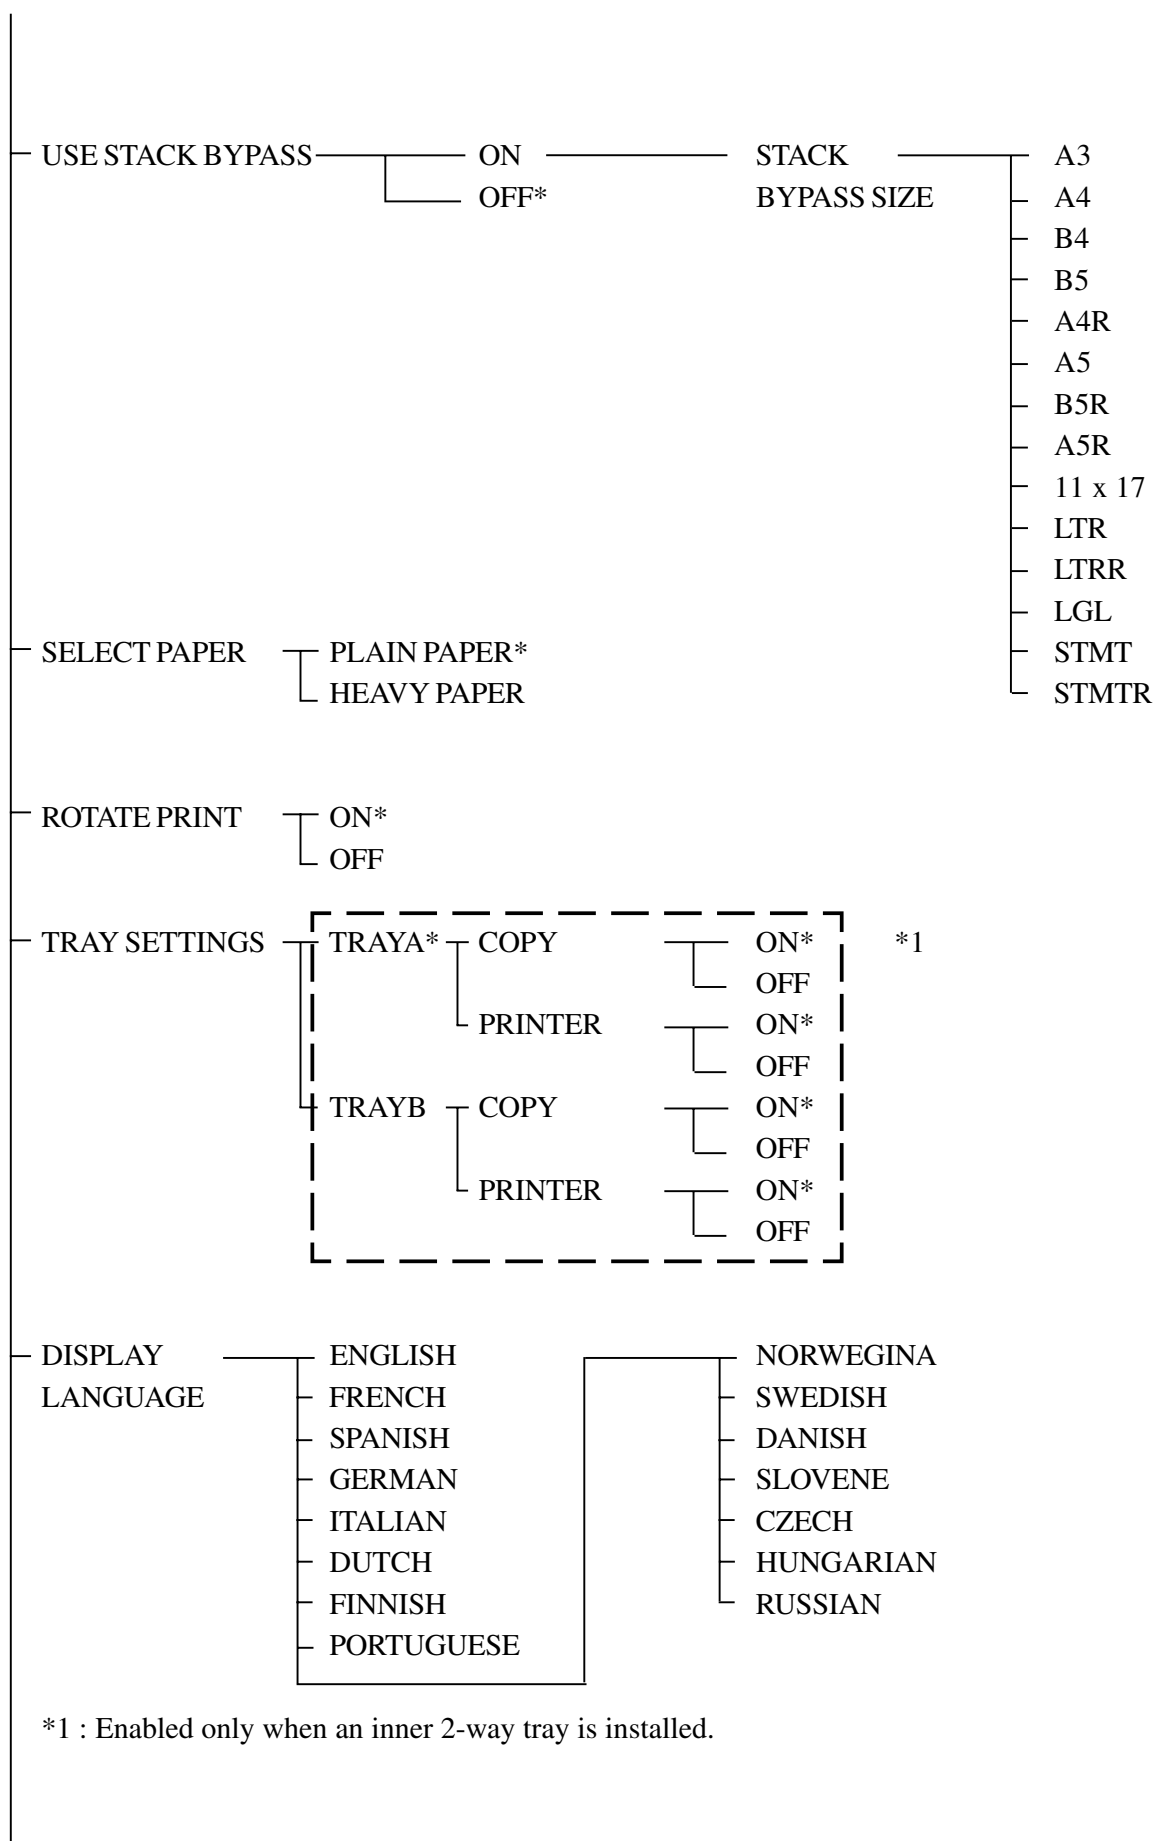 USE STACK BYPASS ON STACK A3
OFF* BYPASS SIZE A4
B4
B5
A4R
A5
B5R
A5R
11 x 17
LTR
LTRR
LGL
SELECT PAPER PLAIN PAPER* STMT
HEAVY PAPER STMTR
ROTATE PRINT ON*
OFF
TRAY SETTINGS TRAYA* COPY ON* *1
OFF
PRINTER ON*
OFF
TRAYB COPY ON*
OFF
PRINTER ON*
OFF
DISPLAY ENGLISH NORWEGINA
LANGUAGE FRENCH SWEDISH
SPANISH DANISH
GERMAN SLOVENE
ITALIAN CZECH
DUTCH HUNGARIAN
FINNISH RUSSIAN
PORTUGUESE
*1 : Enabled only when an inner 2-way tray is installed.